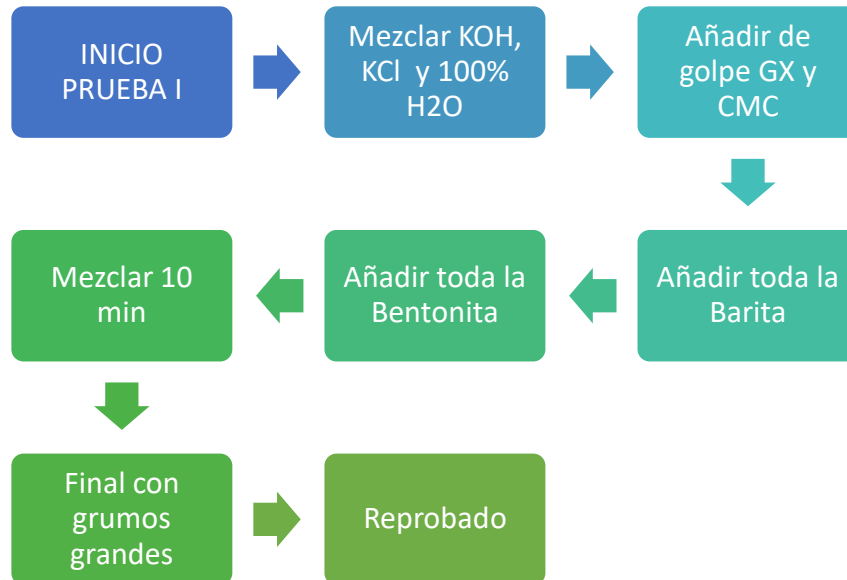 INICIO
PRUEBA I
Mezclar KOH,
KCl y 100%
H2O
Añadir de
golpe GX y
CMC
Añadir toda la
Barita
Añadir toda la
Bentonita
Mezclar 10
min
Final con
grumos
grandes
Reprobado